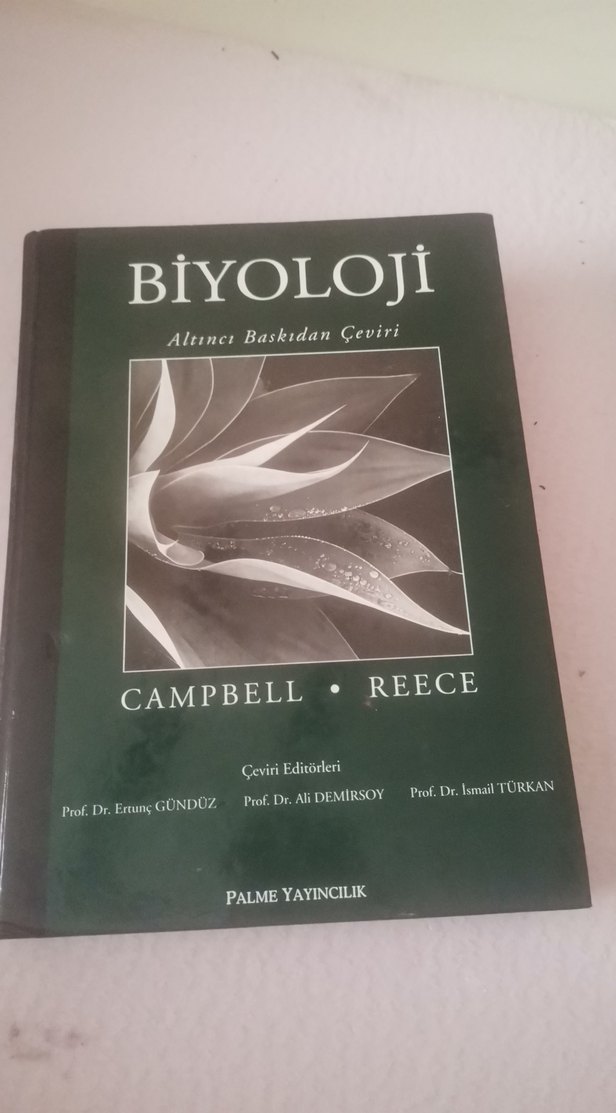 BİYOLOJİ
Altıncı Baskıdan Çeviri
CAMPBELL • REECE
Çeviri Editörleri
Prof. Dr. Ertunç GÜNDÜZ Prof. Dr. Ali DEMİRSOY Prof. Dr. İsmail TÜRKAN
PALME YAYINCILIK